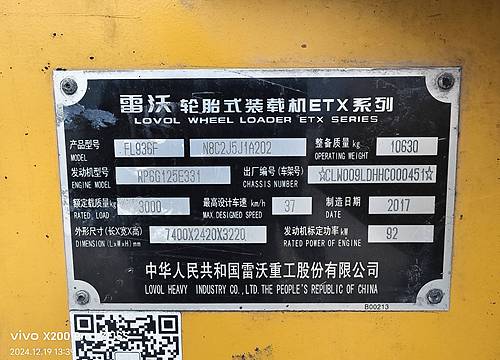 雷沃 轮胎式装载机ETX系列
LOVOL WHEEL LOADER ETX SERIES
产品型号 MODEL FL936F N8C2J5J1A202 整备质量 kg OPERATING WEIGHT 10630
发动机型号 ENGINE MODEL WP6G125E331 出厂编号(车架号) CHASSIS NUMBER ☆CLW009LDHHC000451☆
额定载质量 kg RATED LOAD 3000 最高设计车速 km/h MAX. DESIGNED SPEED 37 制造日期 DATE 2017
外形尺寸(长X宽X高) DIMENSION (LxWxH) mm 7400X2420X3220 发动机标定功率 kW RATED POWER OF ENGINE 92
中华人民共和国雷沃重工股份有限公司
LOVOL HEAVY INDUSTRY CO., LTD. THE PEOPLE'S REPUBLIC OF CHINA
B00213
vivo X200
2024.12.19 13:3